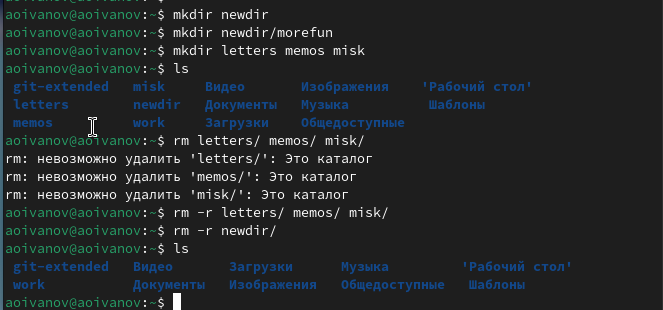 aoivanov@aoivanov:~$ mkdir newdir
aoivanov@aoivanov:~$ mkdir newdir/morefun
aoivanov@aoivanov:~$ mkdir letters memos misk
aoivanov@aoivanov:~$ ls
git-extended misk Видео Изображения 'Рабочий стол'
letters newdir Документы Музыка Шаблоны
memos work Загрузки Общедоступные
aoivanov@aoivanov:~$ rm letters/ memos/ misk/
rm: невозможно удалить 'letters/': Это каталог
rm: невозможно удалить 'memos/': Это каталог
rm: невозможно удалить 'misk/': Это каталог
aoivanov@aoivanov:~$ rm -r letters/ memos/ misk/
aoivanov@aoivanov:~$ rm -r newdir/
aoivanov@aoivanov:~$ ls
git-extended Видео Загрузки Музыка 'Рабочий стол'
work Документы Изображения Общедоступные Шаблоны
aoivanov@aoivanov:~$